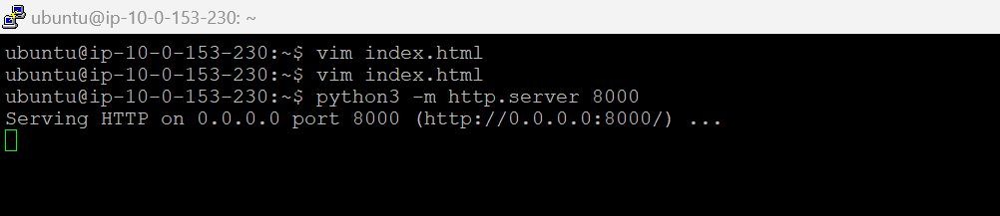 ubuntu@ip-10-0-153-230: ~
ubuntu@ip-10-0-153-230:~$ vim index.html
ubuntu@ip-10-0-153-230:~$ vim index.html
ubuntu@ip-10-0-153-230:~$ python3 -m http.server 8000
Serving HTTP on 0.0.0.0 port 8000 (http://0.0.0.0:8000/) ...